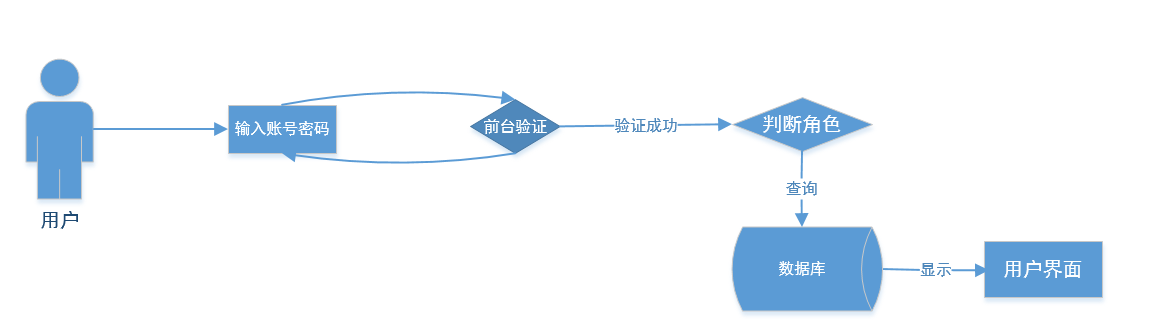 用户
输入账号密码
前台验证
验证成功
判断角色
查询
数据库
显示
用户界面